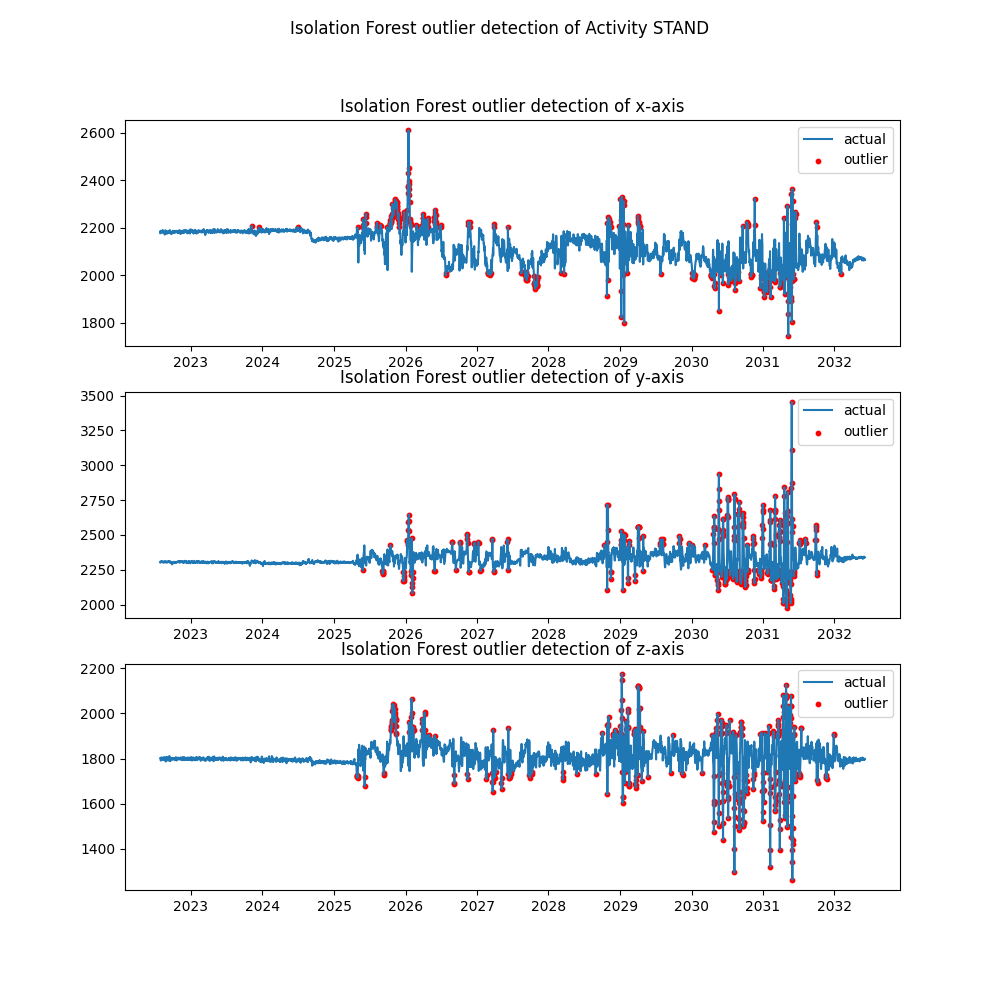 Isolation Forest outlier detection of Activity STAND
Isolation Forest outlier detection of x-axis
2600
2400
2200
2000
1800
actual
outlier
2023 2024 2025 2026 2027 2028 2029 2030 2031 2032
Isolation Forest outlier detection of y-axis
3500
3250
3000
2750
2500
2250
2000
actual
outlier
2023 2024 2025 2026 2027 2028 2029 2030 2031 2032
Isolation Forest outlier detection of z-axis
2200
2000
1800
1600
1400
actual
outlier
2023 2024 2025 2026 2027 2028 2029 2030 2031 2032